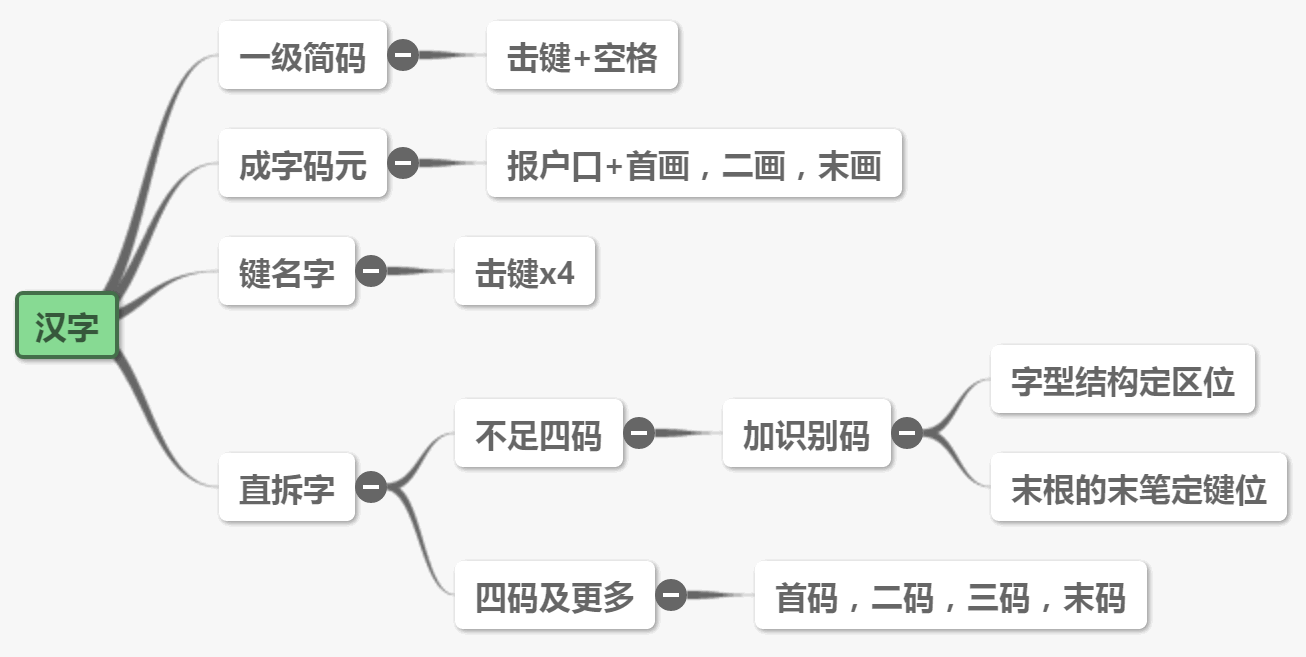 汉字
一级简码
击键+空格
成字码元
报户口+首画，二画，末画
键名字
击键x4
直拆字
不足四码
加识别码
字型结构定区位
末根的末笔定键位
四码及更多
首码，二码，三码，末码